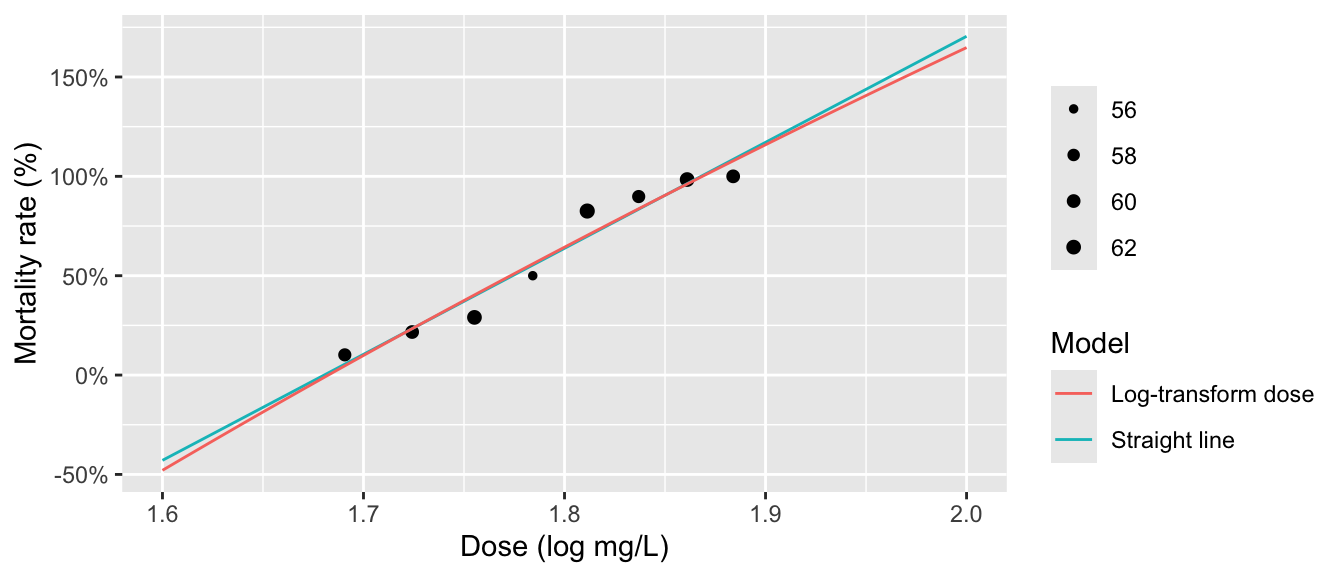 Mortality rate (%)
150%
100%
50%
0%
-50%
1.6 1.7 1.8 1.9 2.0
Dose (log mg/L)
56
58
60
62
Model
Log-transform dose
Straight line